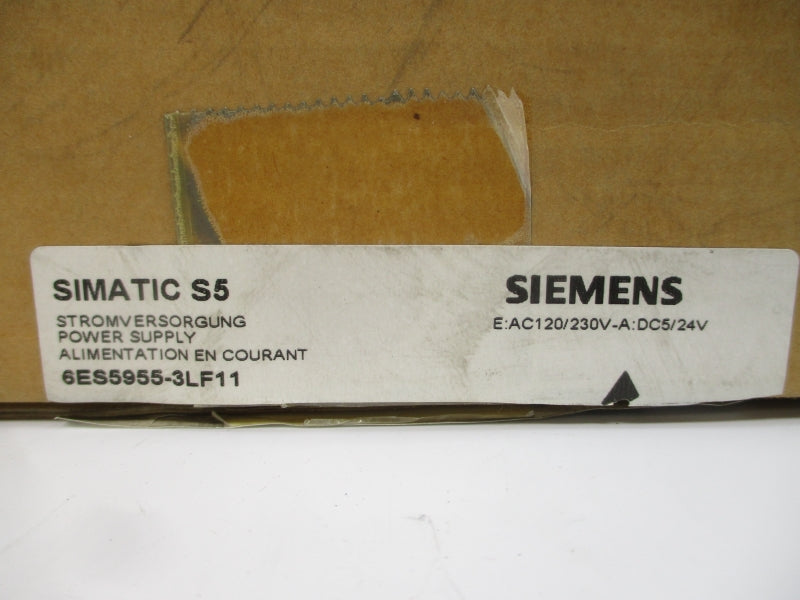 SIMATIC S5
STROMVERSORGUNG
POWER SUPPLY
ALIMENTATION EN COURANT
6ES5955-3LF11
SIEMENS
E:AC120/230V-A:DC5/24V